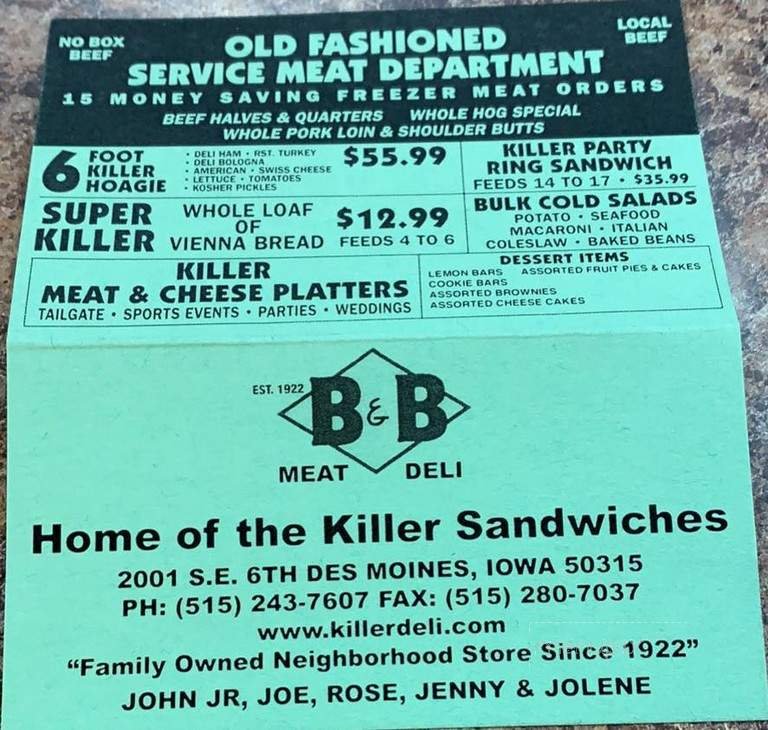 NO BOX
BEEF
LOCAL
BEEF
OLD FASHIONED
SERVICE MEAT DEPARTMENT
15 MONEY SAVING FREEZER MEAT ORDERS
BEEF HALVES & QUARTERS WHOLE HOG SPECIAL
WHOLE PORK LOIN & SHOULDER BUTTS
6 FOOT
KILLER
HOAGIE
• DELI HAM • RST. TURKEY
• DELI BOLOGNA
• AMERICAN • SWISS CHEESE
• LETTUCE • TOMATOES
• KOSHER PICKLES
$55.99
KILLER PARTY
RING SANDWICH
FEEDS 14 TO 17 • $35.99
SUPER
KILLER
WHOLE LOAF
OF
VIENNA BREAD
$12.99
FEEDS 4 TO 6
BULK COLD SALADS
POTATO • SEAFOOD
MACARONI • ITALIAN
COLESLAW • BAKED BEANS
KILLER
MEAT & CHEESE PLATTERS
TAILGATE • SPORTS EVENTS • PARTIES • WEDDINGS
DESSERT ITEMS
LEMON BARS ASSORTED FRUIT PIES & CAKES
COOKIE BARS
ASSORTED BROWNIES
ASSORTED CHEESE CAKES
EST. 1922
B & B
MEAT DELI
Home of the Killer Sandwiches
2001 S.E. 6TH DES MOINES, IOWA 50315
PH: (515) 243-7607 FAX: (515) 280-7037
www.killerdeli.com
“Family Owned Neighborhood Store Since 1922”
JOHN JR, JOE, ROSE, JENNY & JOLENE